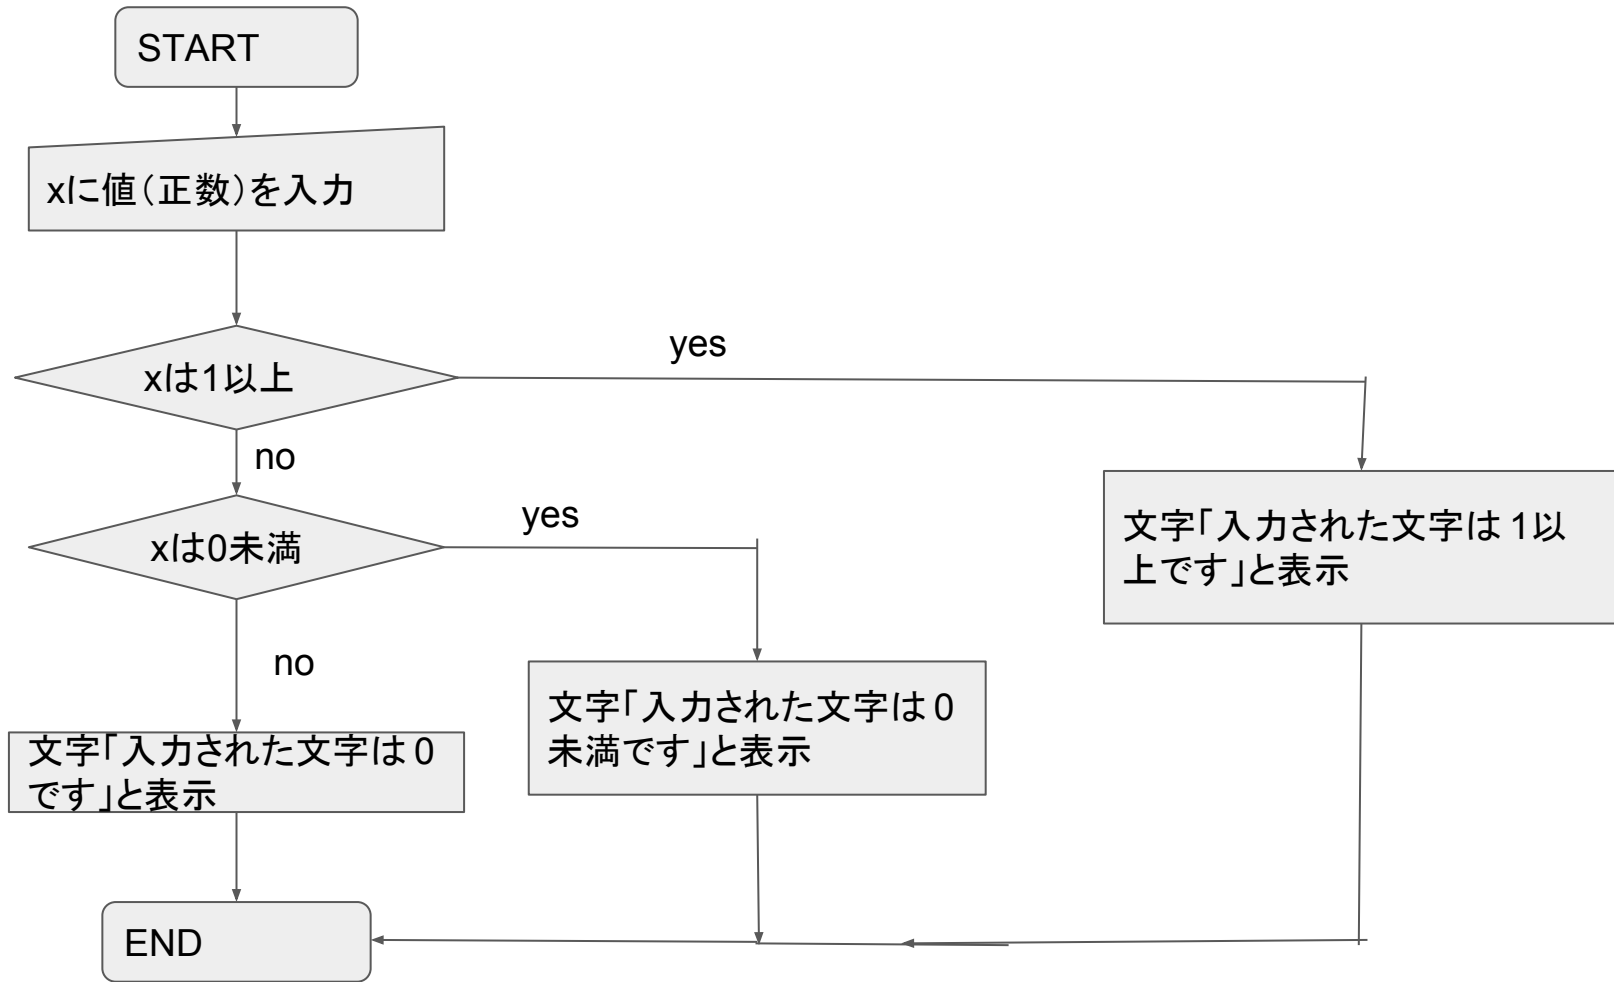 START
xに値（正数）を入力
xは1以上
yes
no
xは0未満
yes
文字「入力された文字は1以
上です」と表示
no
文字「入力された文字は0
未満です」と表示
文字「入力された文字は0
です」と表示
END